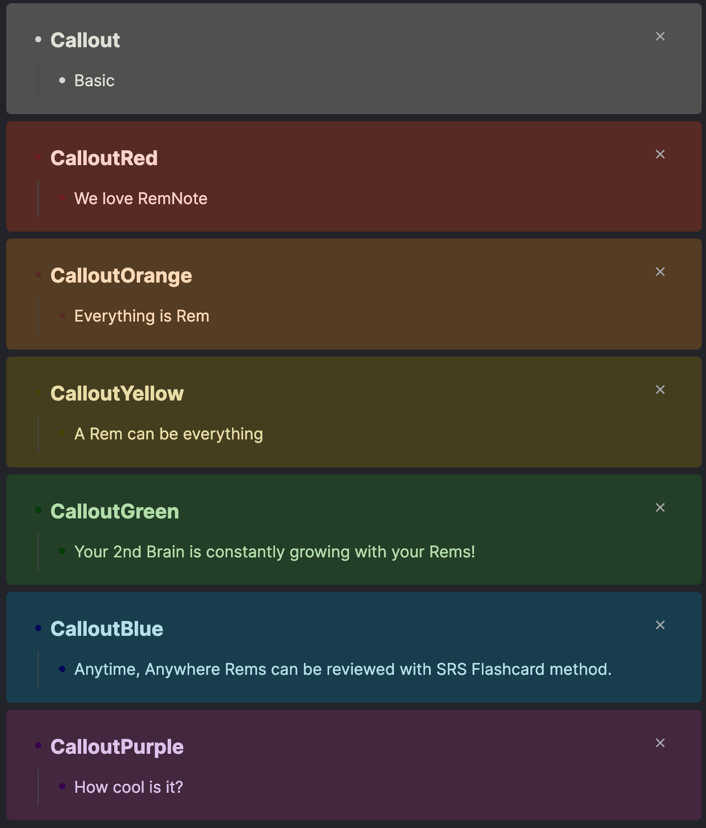 Callout
Basic
CalloutRed
We love RemNote
CalloutOrange
Everything is Rem
CalloutYellow
A Rem can be everything
CalloutGreen
Your 2nd Brain is constantly growing with your Rems!
CalloutBlue
Anytime, Anywhere Rems can be reviewed with SRS Flashcard method.
CalloutPurple
How cool is it?